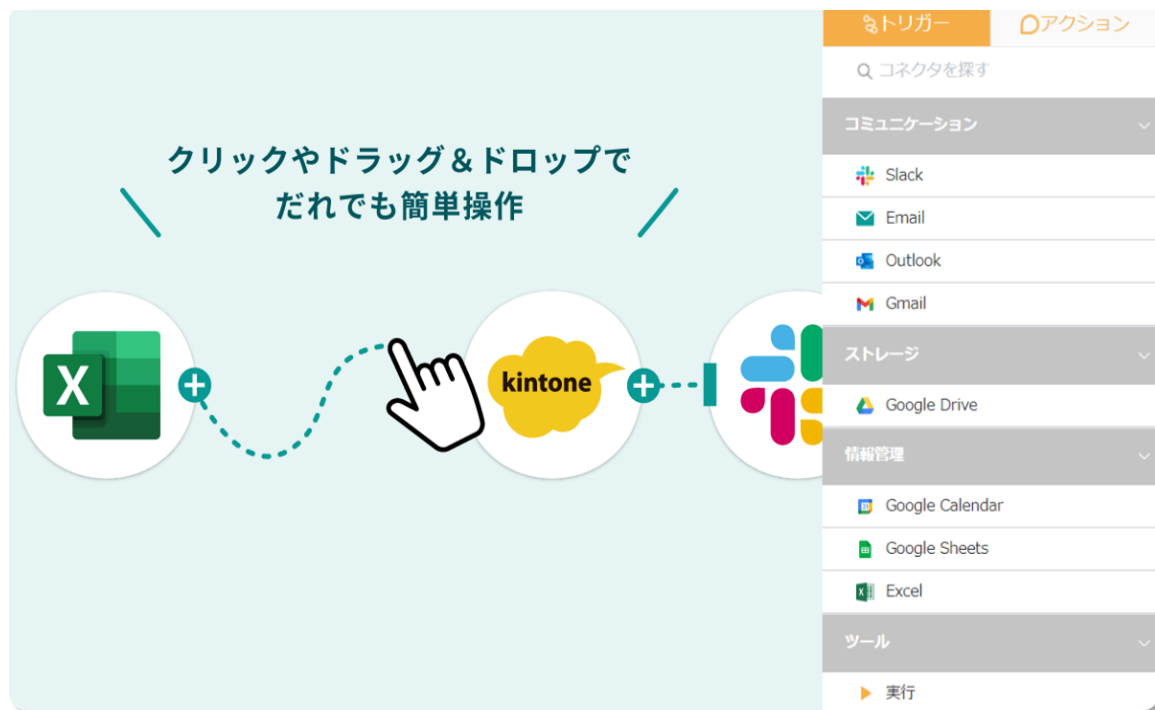 クリックやドラッグ＆ドロップで
だれでも簡単操作
X
kintone
トリガー
アクション
コネクタを探す
コミュニケーション
Slack
Email
Outlook
Gmail
ストレージ
Google Drive
情報管理
Google Calendar
Google Sheets
Excel
ツール
実行